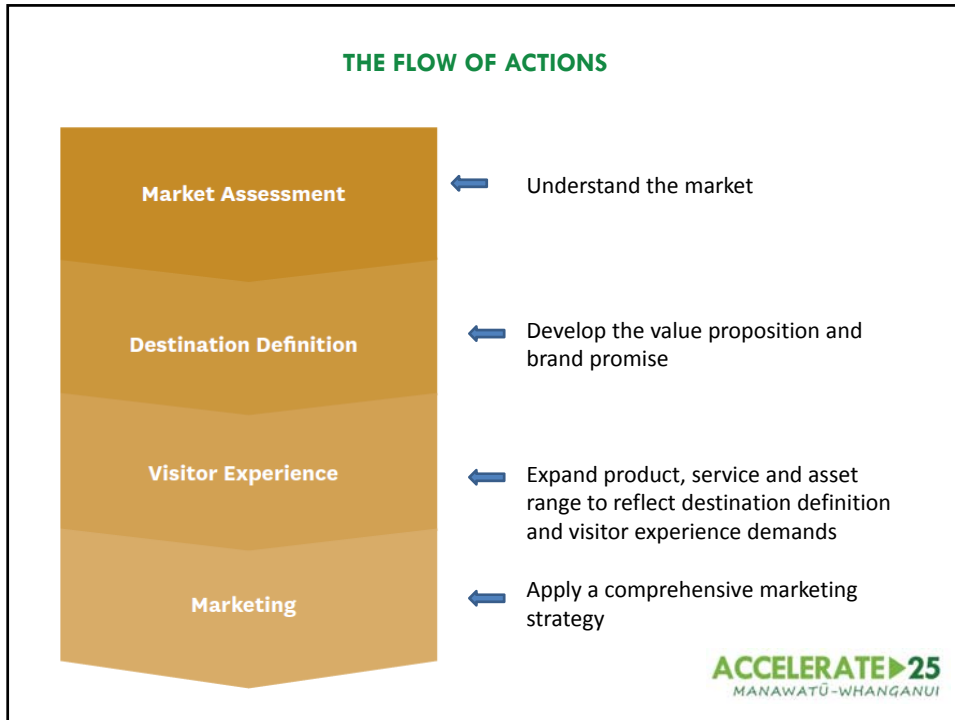 THE FLOW OF ACTIONS
Market Assessment
Understand the market
Destination Definition
Develop the value proposition and
brand promise
Visitor Experience
Expand product, service and asset
range to reflect destination definition
and visitor experience demands
Marketing
Apply a comprehensive marketing
strategy
ACCELERATE 25
MANAWATŪ-WHANGANUI